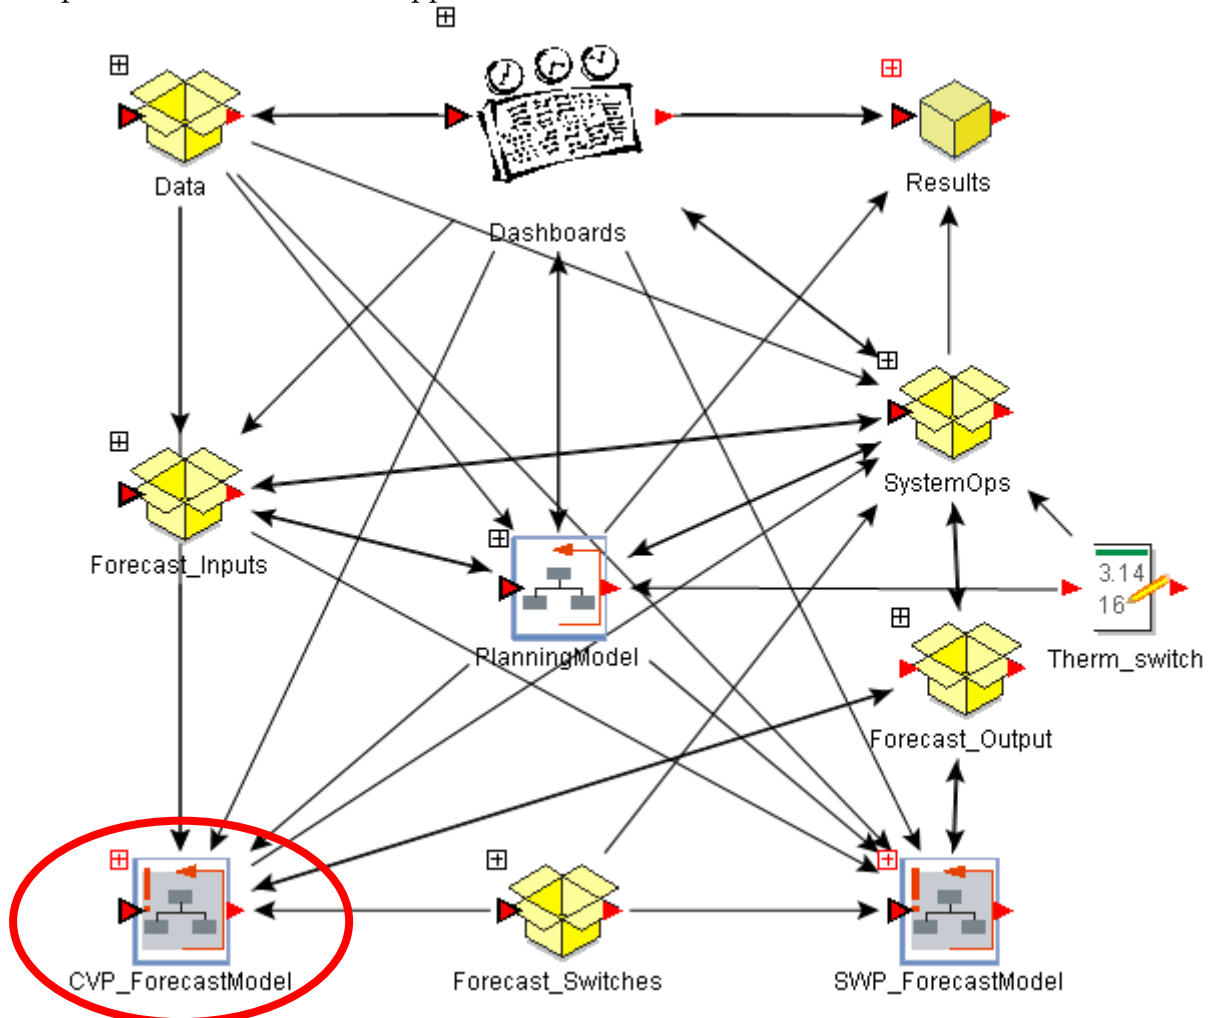 Data
Dashboards
Results
SystemOps
Forecast_Inputs
3.14
16
PlanningModel
Therm_switch
Forecast_Output
CVP_ForecastModel
Forecast_Switches
SWP_ForecastModel